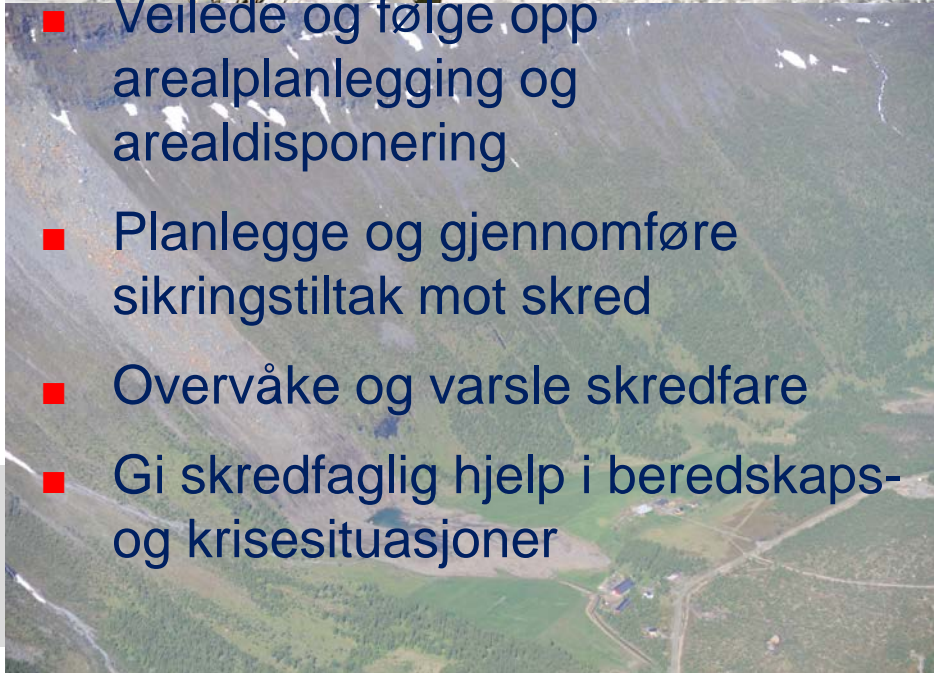 ■ Veilede og følge opp
arealplanlegging og
arealdisponering
■ Planlegge og gjennomføre
sikringstiltak mot skred
■ Overvåke og varsle skredfare
■ Gi skredfaglig hjelp i beredskaps-
og krisesituasjoner